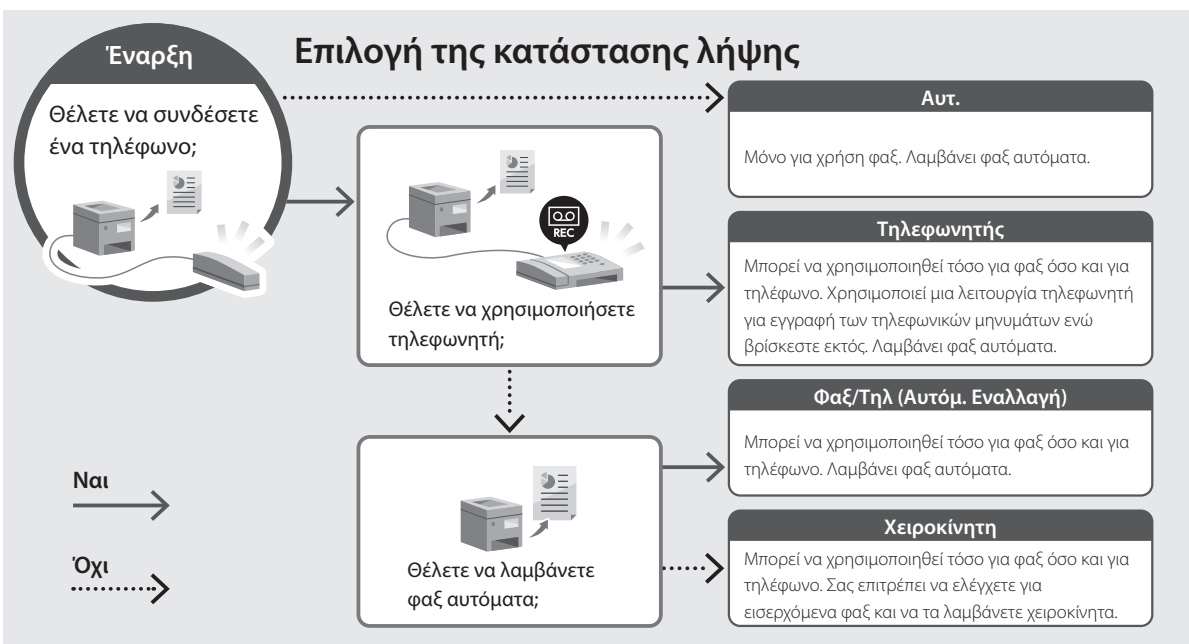 Επιλογή της κατάστασης λήψης
Έναρξη
Θέλετε να συνδέσετε
ένα τηλέφωνο;
REC
Θέλετε να χρησιμοποιήσετε
τηλεφωνητή;
Θέλετε να λαμβάνετε
φαξ αυτόματα;
Αυτ.
Μόνο για χρήση φαξ. Λαμβάνει φαξ αυτόματα.
Τηλεφωνητής
Μπορεί να χρησιμοποιηθεί τόσο για φαξ όσο και για
τηλέφωνο. Χρησιμοποιεί μια λειτουργία τηλεφωνητή
για εγγραφή των τηλεφωνικών μηνυμάτων ενώ
βρίσκεστε εκτός. Λαμβάνει φαξ αυτόματα.
Φαξ/Τηλ (Αυτόμ. Εναλλαγή)
Μπορεί να χρησιμοποιηθεί τόσο για φαξ όσο και για
τηλέφωνο. Λαμβάνει φαξ αυτόματα.
Χειροκίνητη
Μπορεί να χρησιμοποιηθεί τόσο για φαξ όσο και για
τηλέφωνο. Σας επιτρέπει να ελέγχετε για
εισερχόμενα φαξ και να τα λαμβάνετε χειροκίνητα.
Ναι
Όχι